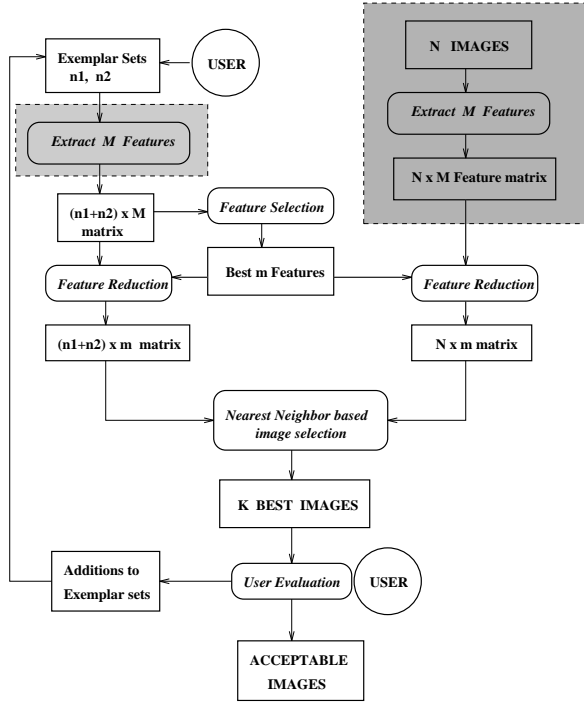 Exemplar Sets
n1, n2
USER
N IMAGES
Extract M Features
Extract M Features
N x M Feature matrix
(n1+n2) x M
matrix
Feature Selection
Best m Features
Feature Reduction
Feature Reduction
(n1+n2) x m matrix
N x m matrix
Nearest Neighbor based
image selection
K BEST IMAGES
Additions to
Exemplar sets
User Evaluation
USER
ACCEPTABLE
IMAGES